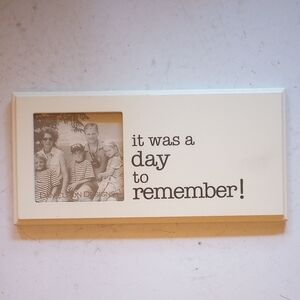 it was a
day
to
remember!